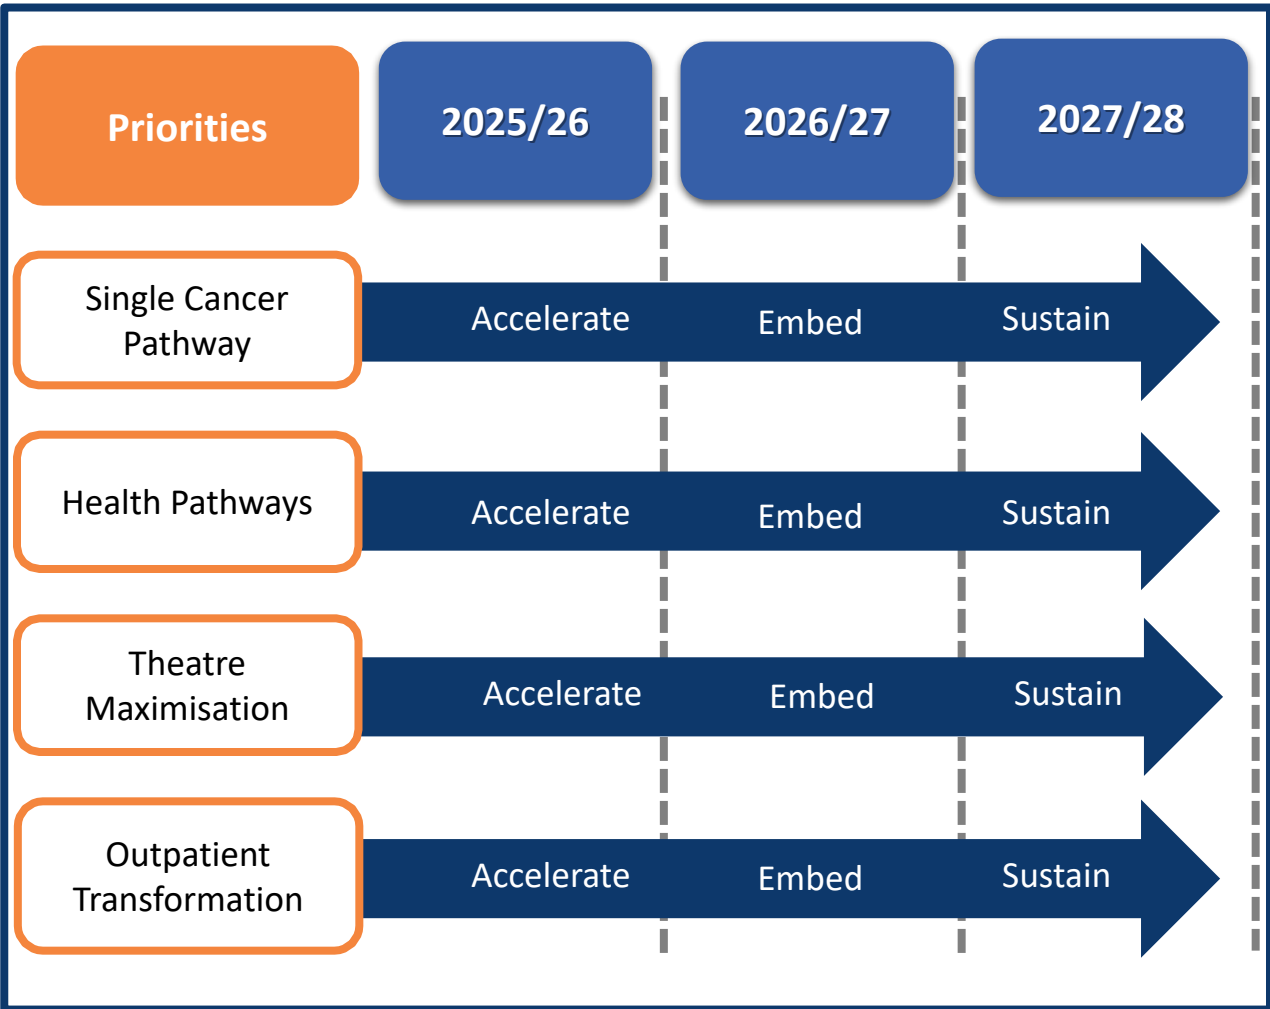 Priorities
2025/26
2026/27
2027/28
Single Cancer
Pathway
Accelerate
Embed
Sustain
Health Pathways
Accelerate
Embed
Sustain
Theatre
Maximisation
Accelerate
Embed
Sustain
Outpatient
Transformation
Accelerate
Embed
Sustain